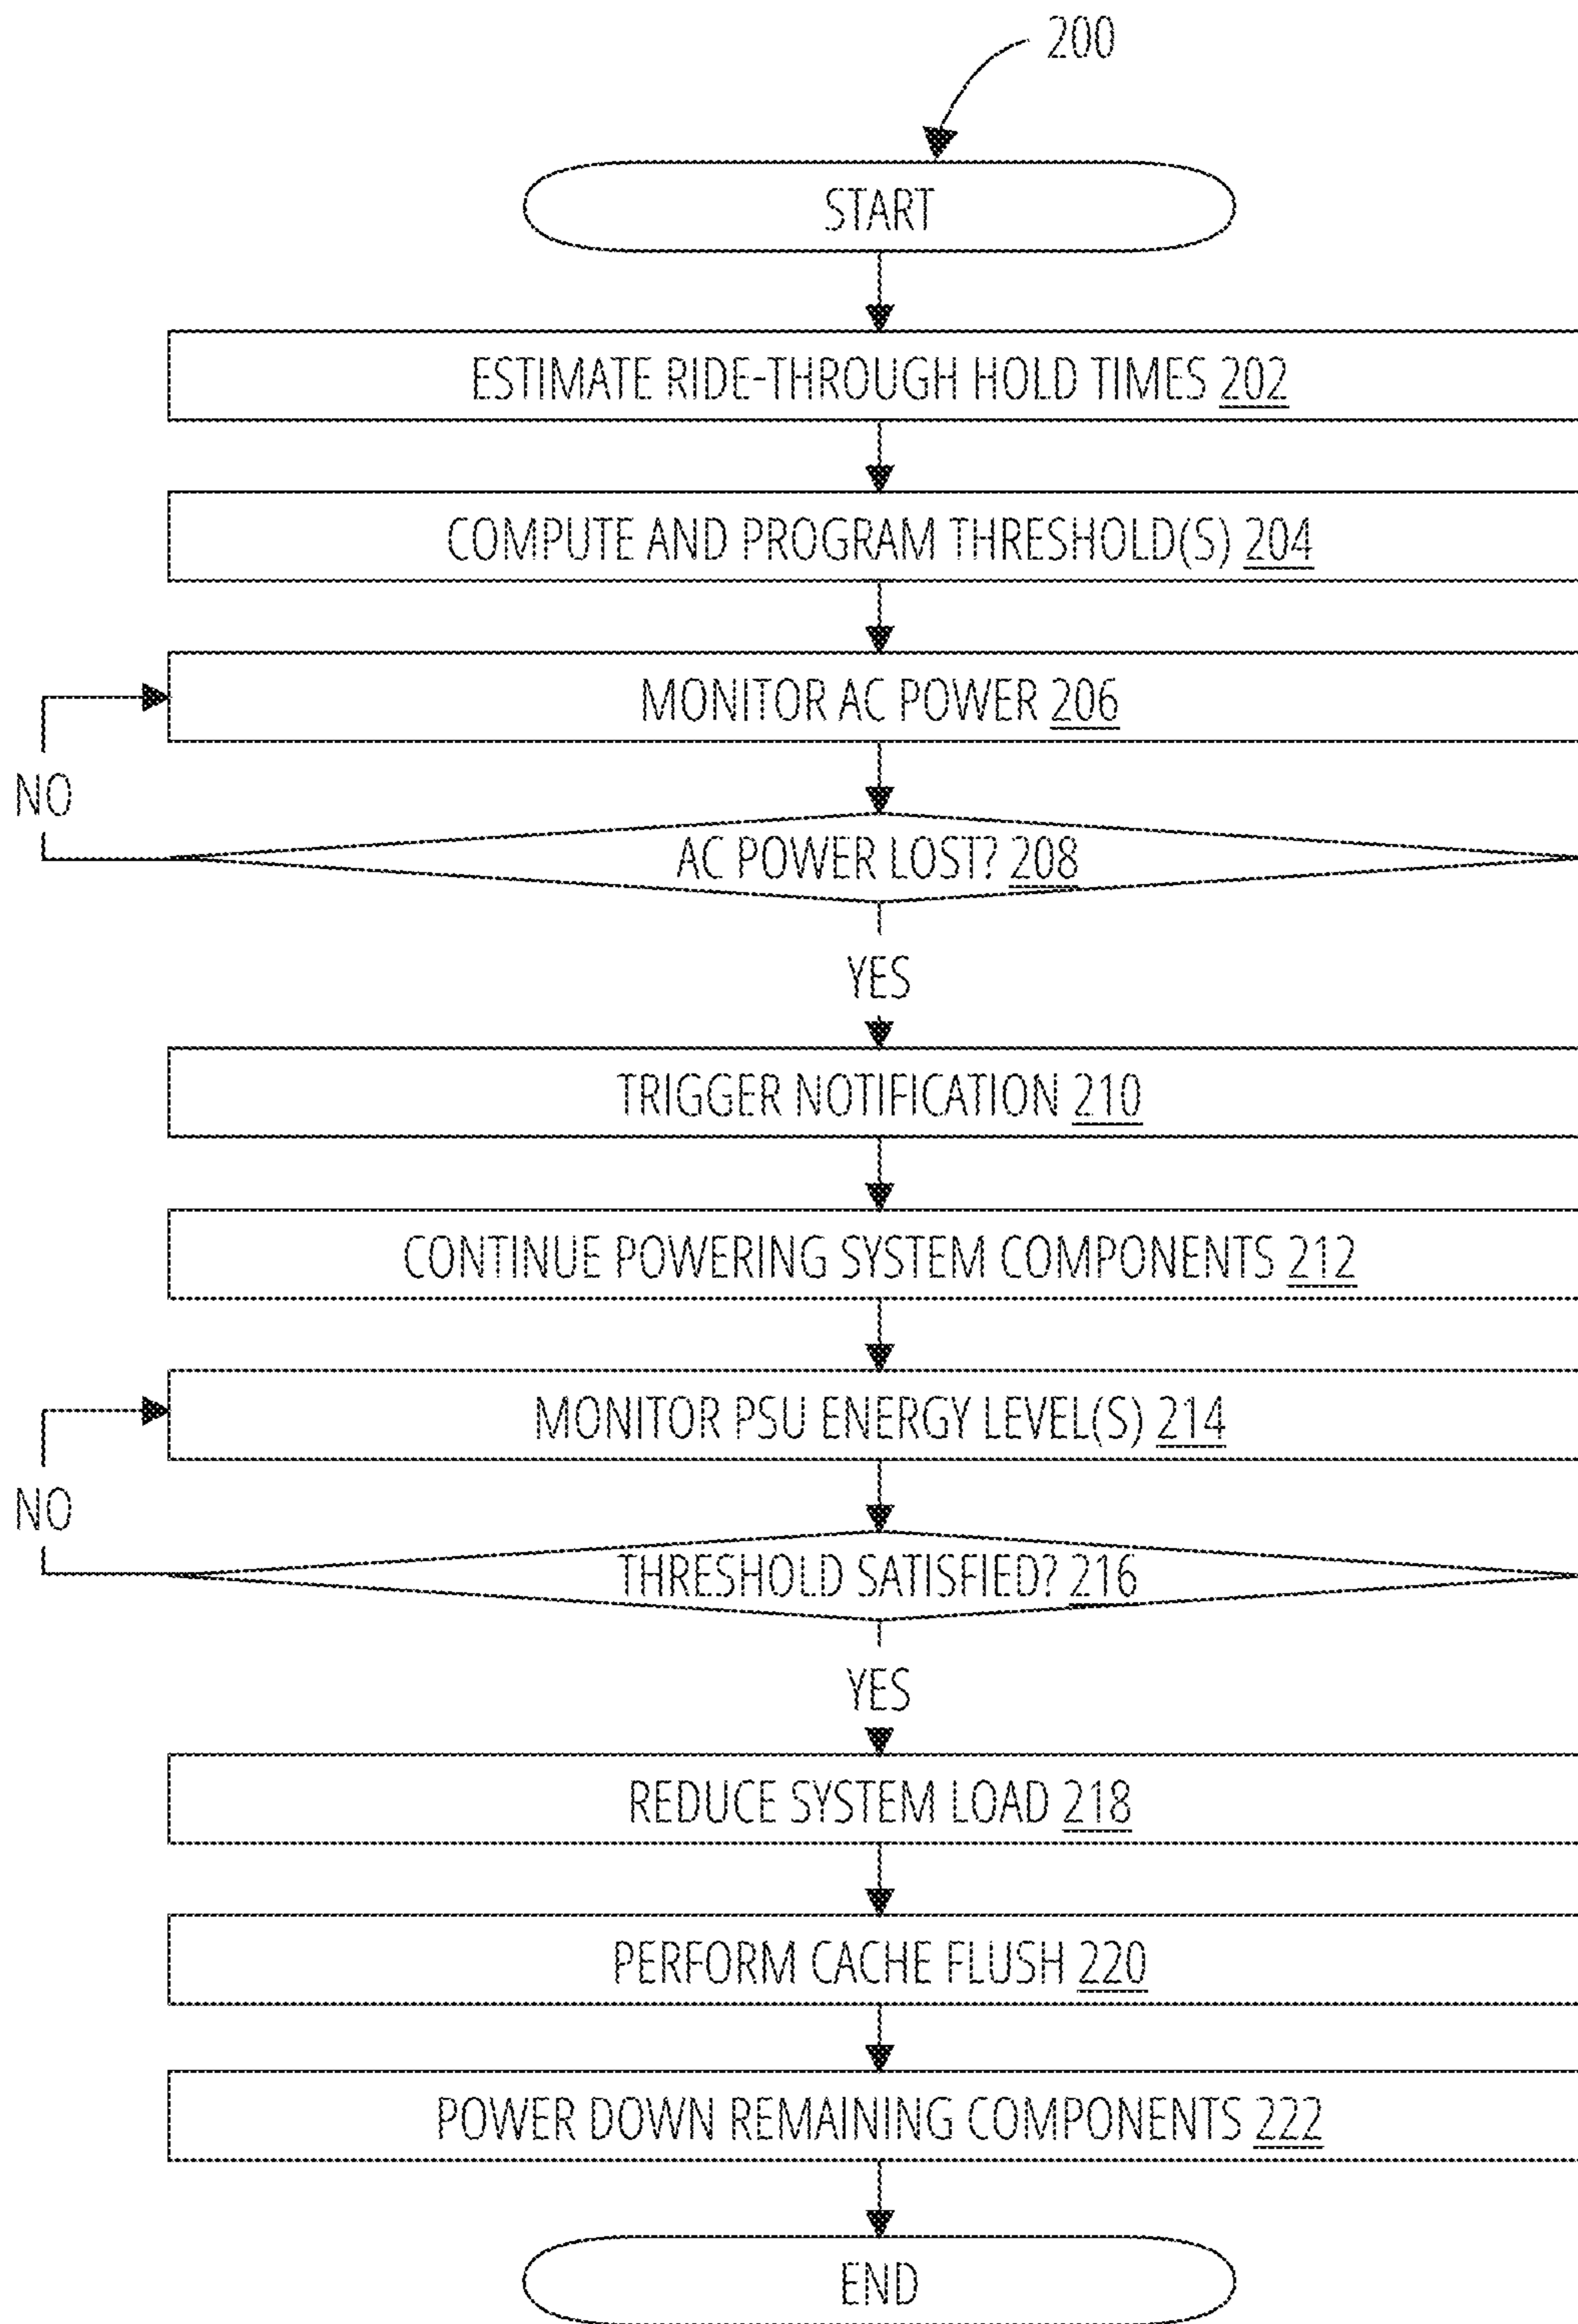 200
START
ESTIMATE RIDE-THROUGH HOLD TIMES 202
COMPUTE AND PROGRAM THRESHOLD(S) 204
MONITOR AC POWER 206
NO
AC POWER LOST? 208
YES
TRIGGER NOTIFICATION 210
CONTINUE POWERING SYSTEM COMPONENTS 212
MONITOR PSU ENERGY LEVEL(S) 214
NO
THRESHOLD SATISFIED? 216
YES
REDUCE SYSTEM LOAD 218
PERFORM CACHE FLUSH 220
POWER DOWN REMAINING COMPONENTS 222
END